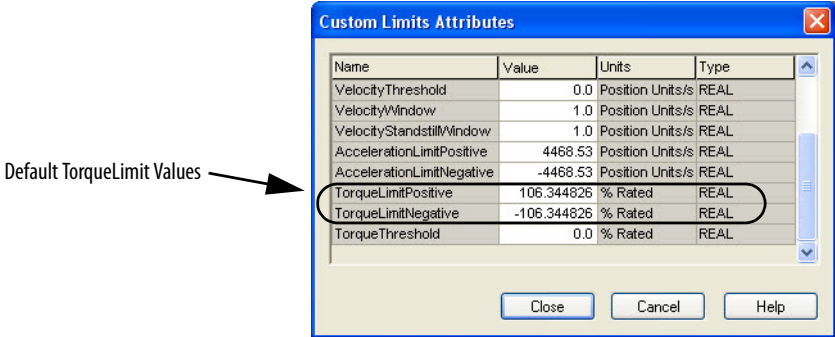 Custom Limits Attributes
Name Value Units Type
VelocityThreshold 0.0 Position Units/s REAL
VelocityWindow 1.0 Position Units/s REAL
VelocityStandstillWindow 1.0 Position Units/s REAL
AccelerationLimitPositive 4468.53 Position Units/s REAL
AccelerationLimitNegative -4468.53 Position Units/s REAL
Default TorqueLimit Values
TorqueLimitPositive 106.344826 % Rated REAL
TorqueLimitNegative -106.344826 % Rated REAL
TorqueThreshold 0.0 % Rated REAL
Close Cancel Help